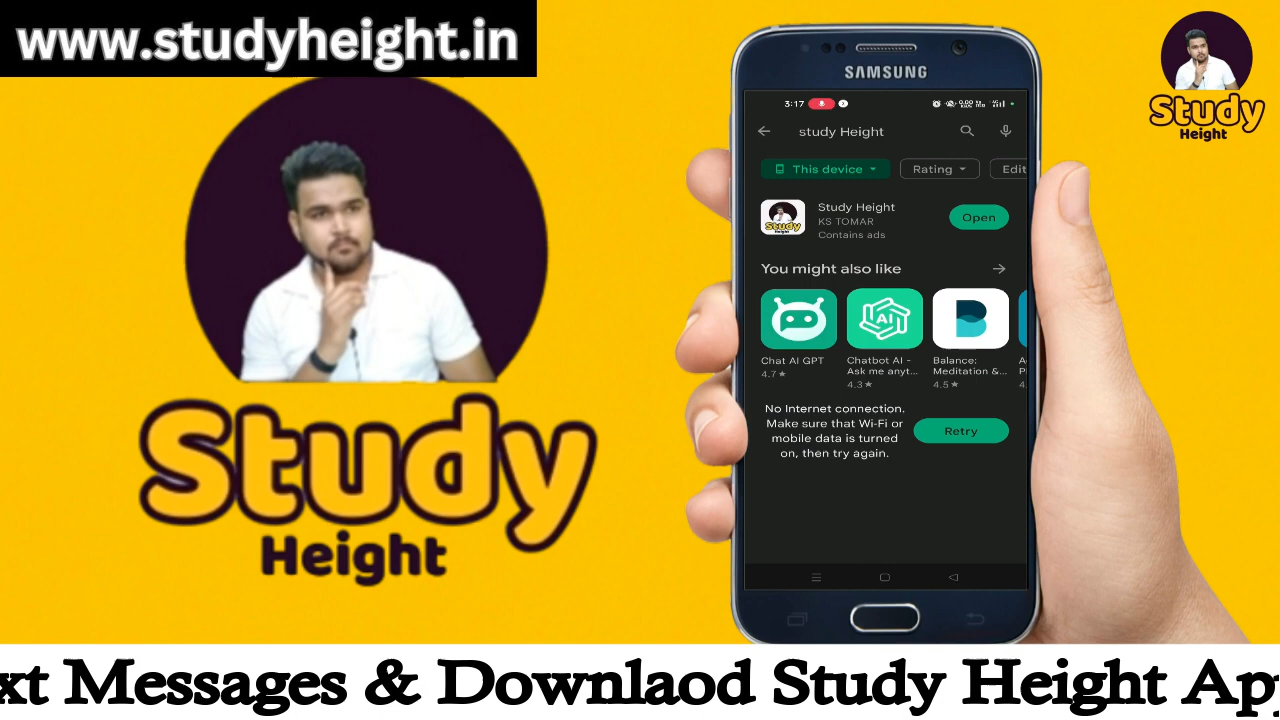 www.studyheight.in
Study
Height
SAMSUNG
3:17
study Height
This device
Rating
Edit
Study Height
KS TOMAR
Contains ads
Open
You might also like
Chat AI GPT
4.7★
Chatbot AI -
Ask me anyt...
4.3★
Balance:
Meditation &...
4.5★
No Internet connection.
Make sure that Wi-Fi or
mobile data is turned
on, then try again.
Retry
Study
Height
xt Messages & Downlaod Study Height App